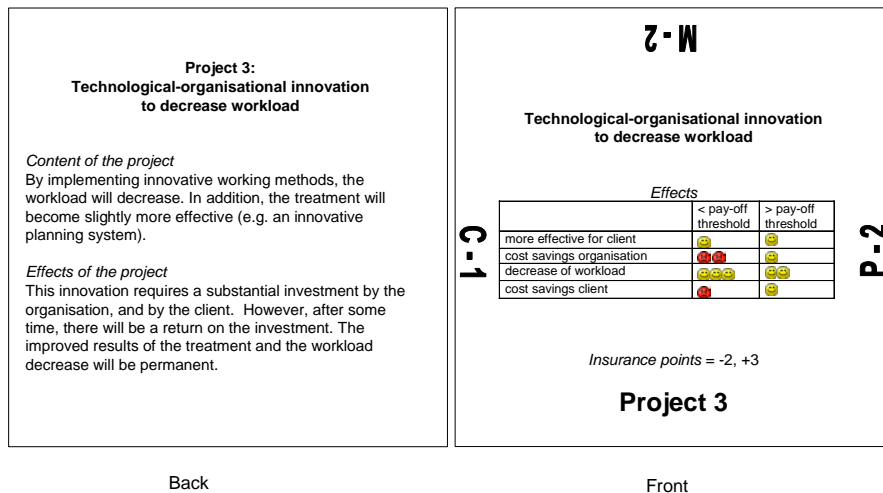 Project 3:
Technological-organisational innovation
to decrease workload
Content of the project
By implementing innovative working methods, the
workload will decrease. In addition, the treatment will
become slightly more effective (e.g. an innovative
planning system).
Effects of the project
This innovation requires a substantial investment by the
organisation, and by the client.  However, after some
time, there will be a return on the investment. The
improved results of the treatment and the workload
decrease will be permanent.
Back
M-2
Technological-organisational innovation
to decrease workload
Effects
< pay-off threshold > pay-off threshold
more effective for client
cost savings organisation
decrease of workload
cost savings client
C-1
P-2
Insurance points = -2, +3
Project 3
Front